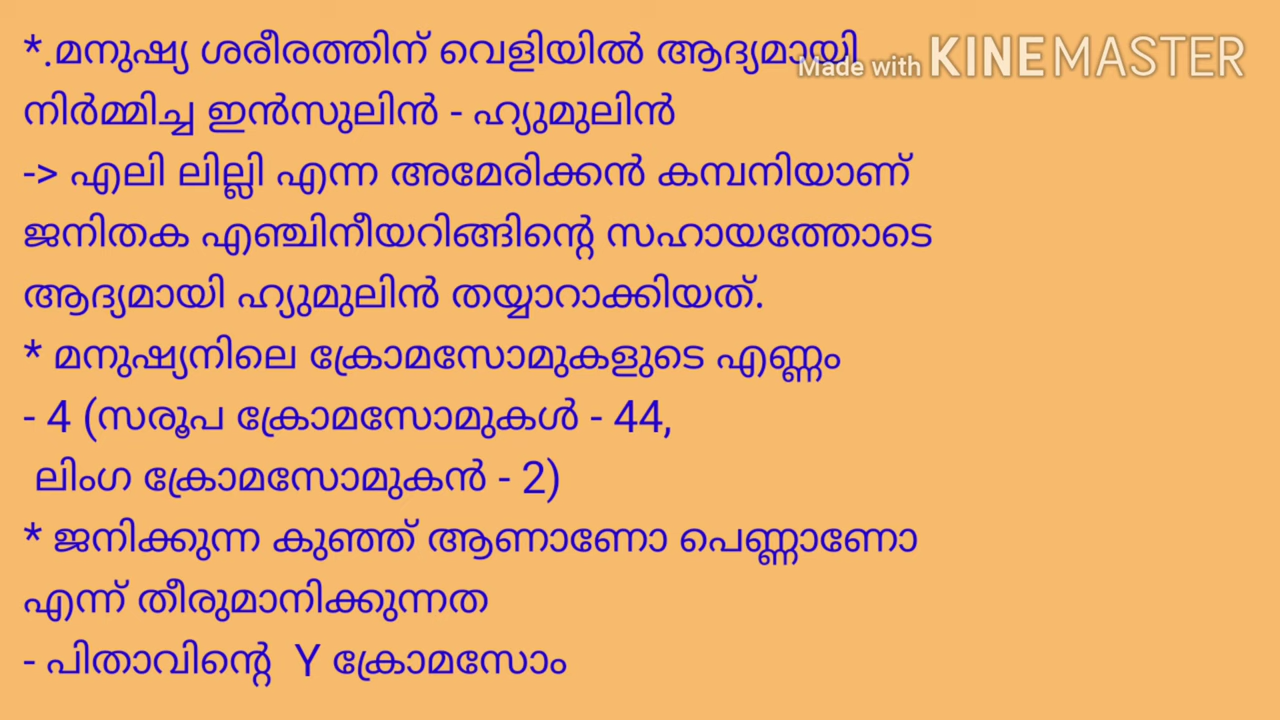 *.മനുഷ്യ ശരീരത്തിന് വെളിയിൽ ആദ്യമായി
Made with KINEMASTER
നിർമ്മിച്ച ഇൻസുലിൻ - ഹ്യുമുലിൻ
-> എലി ലില്ലി എന്ന അമേരിക്കൻ കമ്പനിയാണ്
ജനിതക എഞ്ചിനീയറിങ്ങിന്റെ സഹായത്തോടെ
ആദ്യമായി ഹ്യുമുലിൻ തയ്യാറാക്കിയത്.
* മനുഷ്യനിലെ ക്രോമസോമുകളുടെ എണ്ണം
- 4 (സരൂപ ക്രോമസോമുകൾ - 44,
ലിംഗ ക്രോമസോമുകൻ - 2)
* ജനിക്കുന്ന കുഞ്ഞ് ആണാണോ പെണ്ണാണോ
എന്ന് തീരുമാനിക്കുന്നത
- പിതാവിന്റെ Y ക്രോമസോം